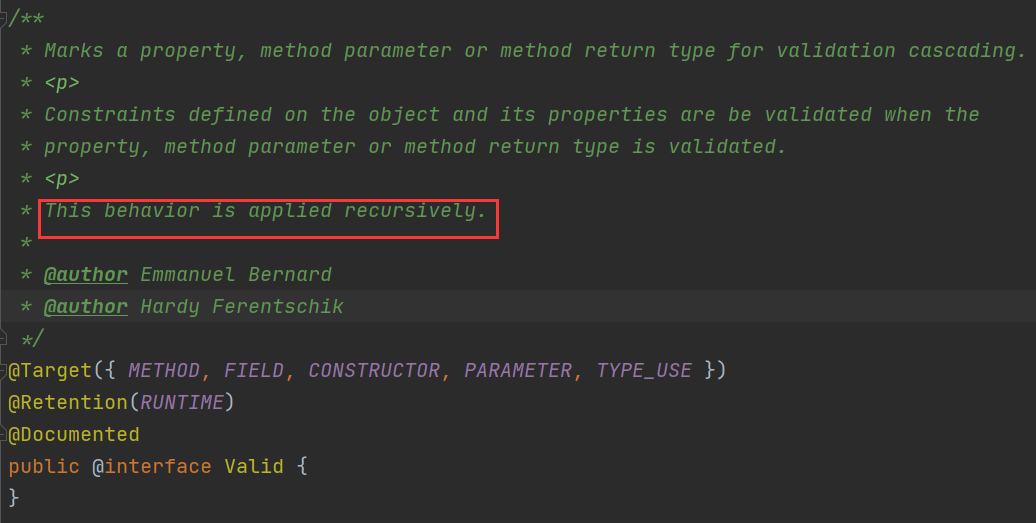 /**
* Marks a property, method parameter or method return type for validation cascading.
* <p>
* Constraints defined on the object and its properties are be validated when the
* property, method parameter or method return type is validated.
* <p>
* This behavior is applied recursively.
*
* @author Emmanuel Bernard
* @author Hardy Ferentschik
*/
@Target({ METHOD, FIELD, CONSTRUCTOR, PARAMETER, TYPE_USE })
@Retention(RUNTIME)
@Documented
public @interface Valid {
}